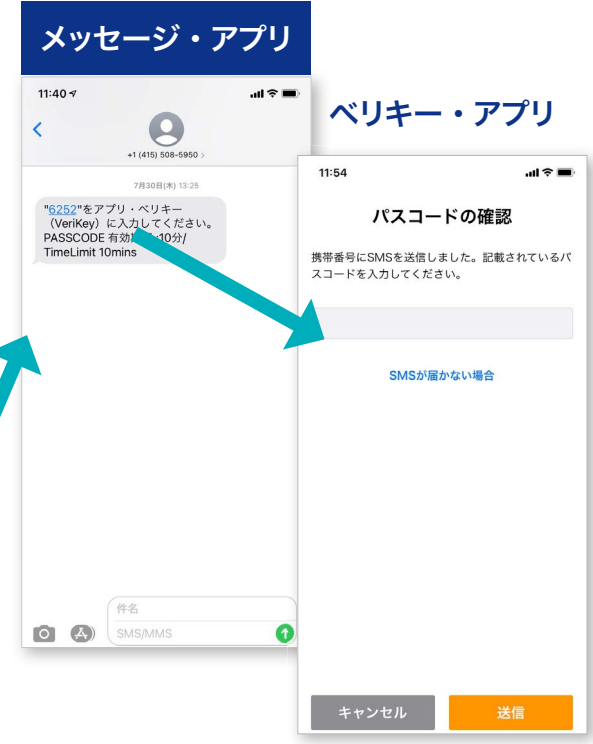 メッセージ・アプリ
11:40
+1 (415) 508-5950
7月30日(木) 13:25
"6252"をアプリ・ベリキー
（VeriKey）に入力してください。
PASSCODE 有効 :10分/
TimeLimit 10mins
件名
SMS/MMS
ベリキー・アプリ
11:54
パスコードの確認
携帯番号にSMSを送信しました。記載されているパ
スコードを入力してください。
SMSが届かない場合
キャンセル
送信